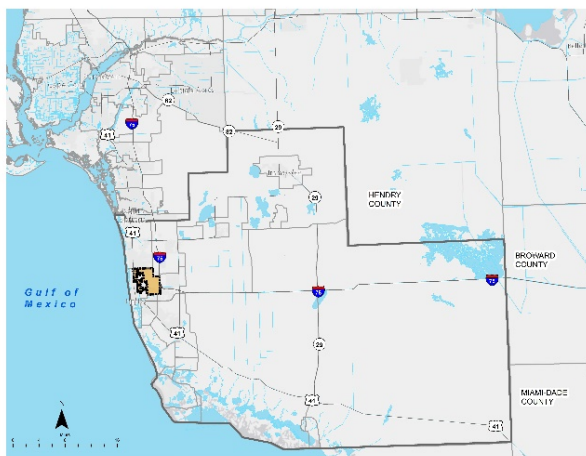 82
75
41
82
29
29
HENDRY
COUNTY
41
75
BROWARD
COUNTY
75
75
Gulf of
Mexico
41
29
41
MIAMI-DADE
COUNTY
41
N